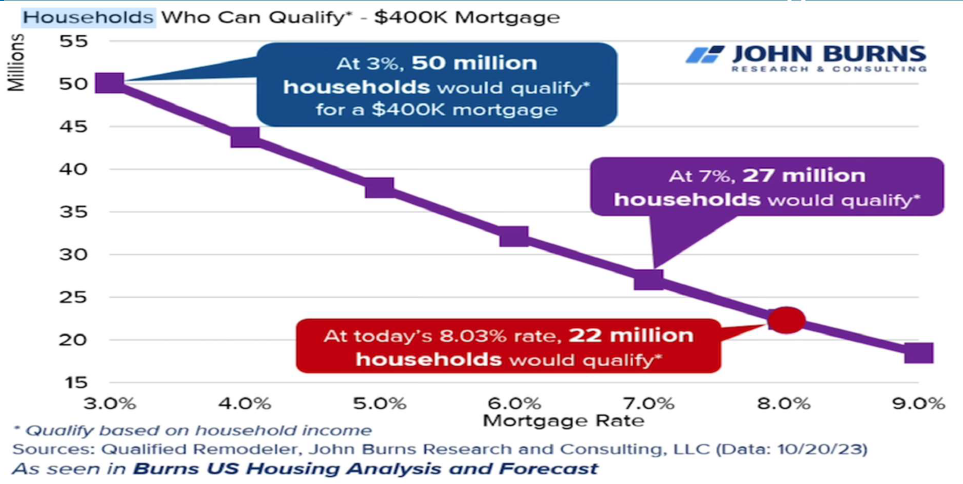 Households Who Can Qualify* - $400K Mortgage
Millions
55
50
45
40
35
30
25
20
15
At 3%, 50 million
households would qualify*
for a $400K mortgage
JOHN BURNS
RESEARCH & CONSULTING
At 7%, 27 million
households would qualify*
At today's 8.03% rate, 22 million
households would qualify*
3.0% 4.0% 5.0% 6.0% 7.0% 8.0% 9.0%
Mortgage Rate
* Qualify based on household income
Sources: Qualified Remodeler, John Burns Research and Consulting, LLC (Data: 10/20/23)
As seen in Burns US Housing Analysis and Forecast